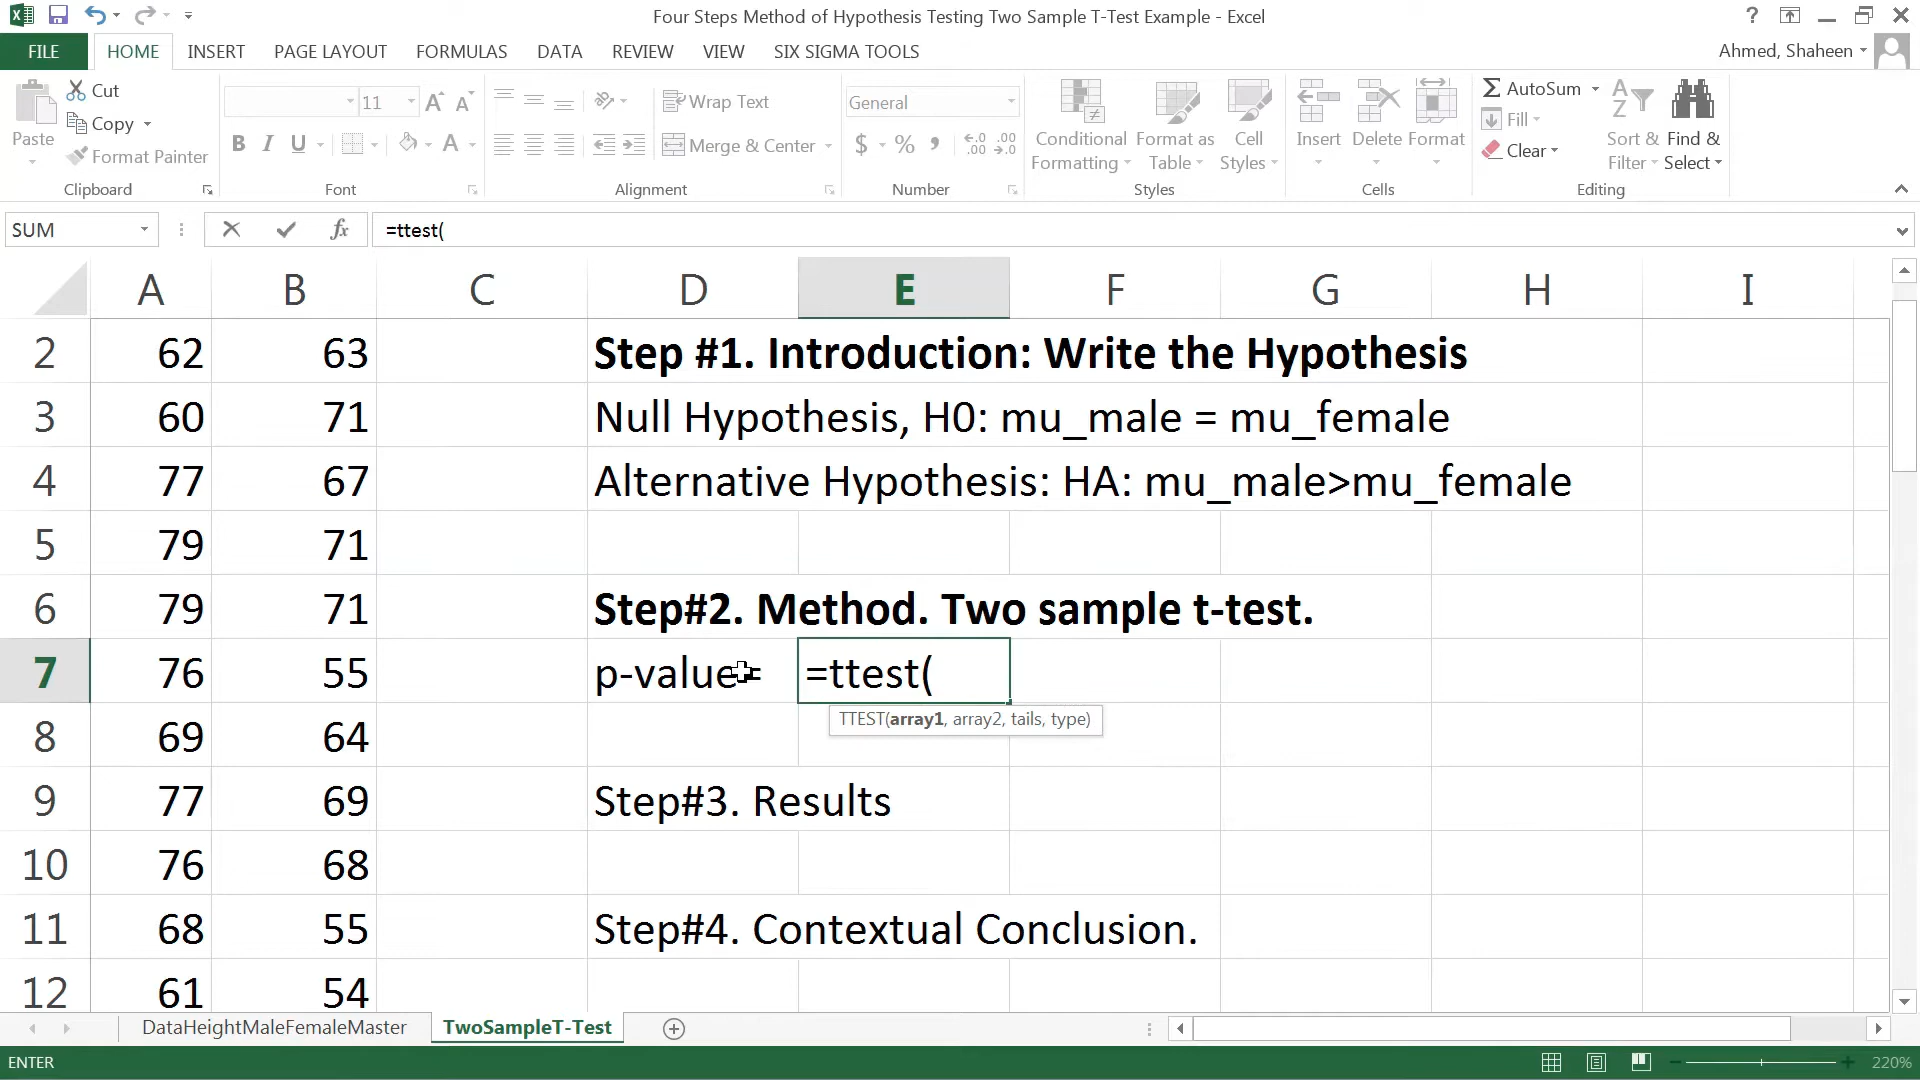 Four Steps Method of Hypothesis Testing Two Sample T-Test Example - Excel
?
FILE HOME INSERT PAGE LAYOUT FORMULAS DATA REVIEW VIEW SIX SIGMA TOOLS
Ahmed, Shaheen
Paste
Cut
Copy
Format Painter
Clipboard
11
B I U
Font
Wrap Text
Merge & Center
Alignment
General
$ % ,
Number
Conditional Formatting
Format as Table
Cell Styles
Styles
Insert
Delete
Format
Cells
AutoSum
Fill
Clear
Sort & Filter
Find & Select
Editing
SUM
fx
=ttest(
A B C D E F G H I
2 62 63 Step #1. Introduction: Write the Hypothesis
3 60 71 Null Hypothesis, H0: mu_male = mu_female
4 77 67 Alternative Hypothesis: HA: mu_male>mu_female
5 79 71
6 79 71 Step#2. Method. Two sample t-test.
7 76 55 p-value= =ttest(
TTEST(array1, array2, tails, type)
8 69 64
9 77 69 Step#3. Results
10 76 68
11 68 55 Step#4. Contextual Conclusion.
12 61 54
DataHeightMaleFemaleMaster TwoSampleT-Test
ENTER
220%